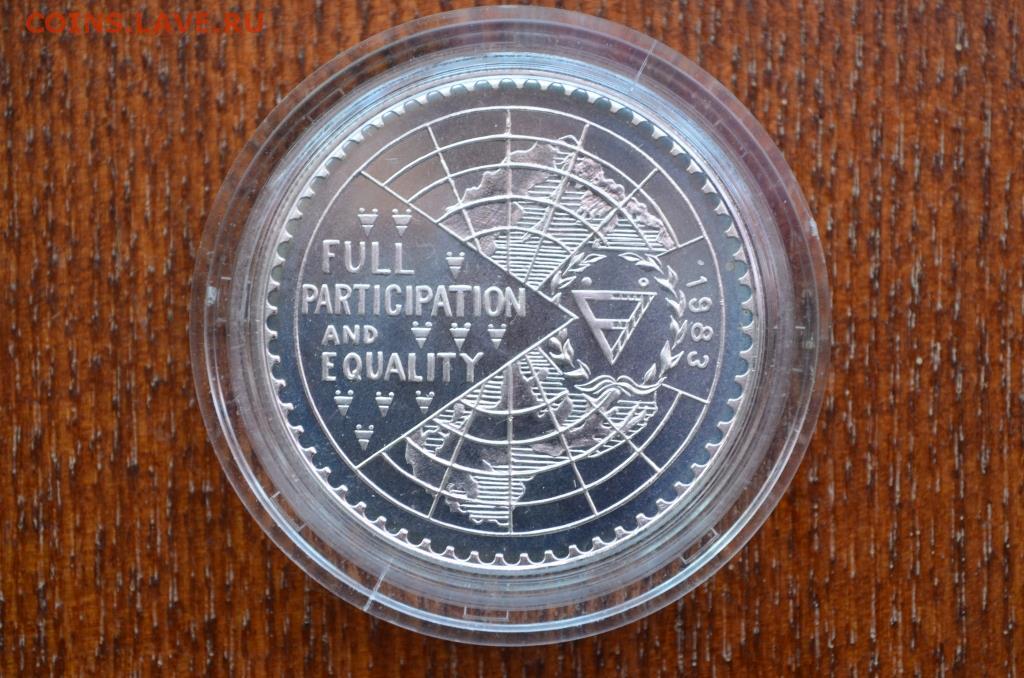 COINS.LAVE.RU
FULL
PARTICIPATION
AND
EQUALITY
1983